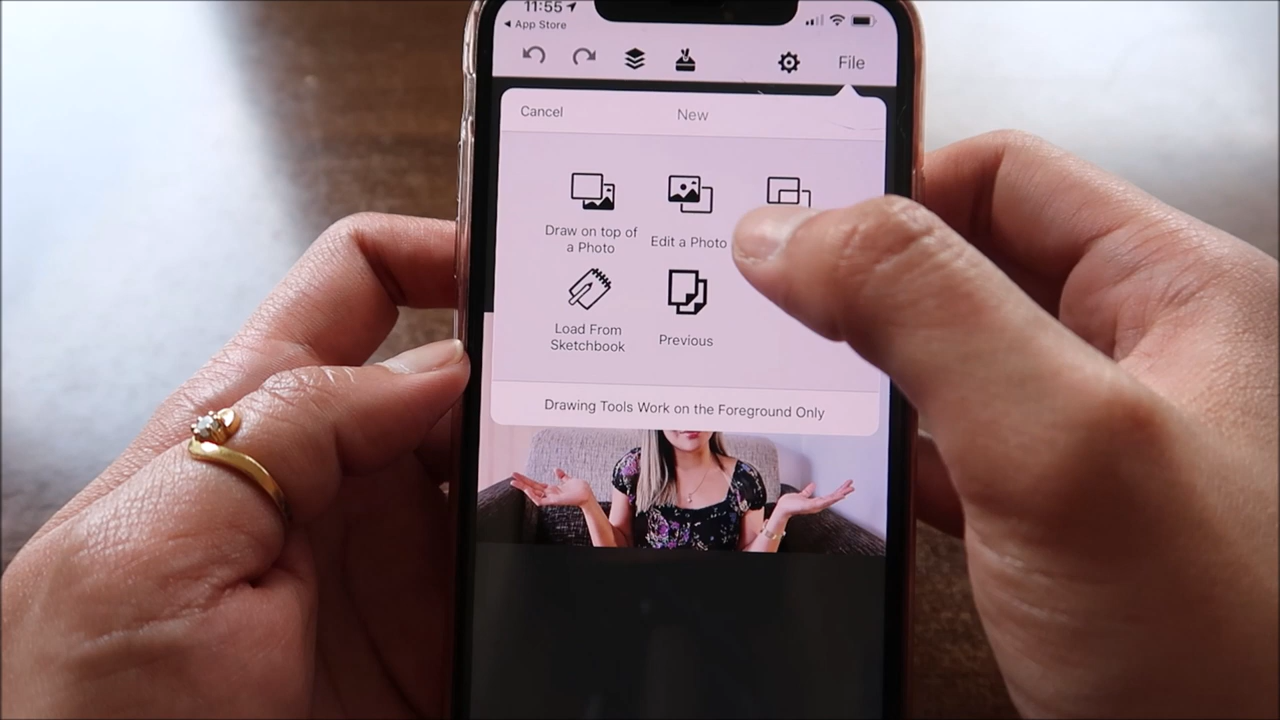 11:55
App Store
File
Cancel
New
Draw on top of
a Photo
Edit a Photo
Load From
Sketchbook
Previous
Drawing Tools Work on the Foreground Only